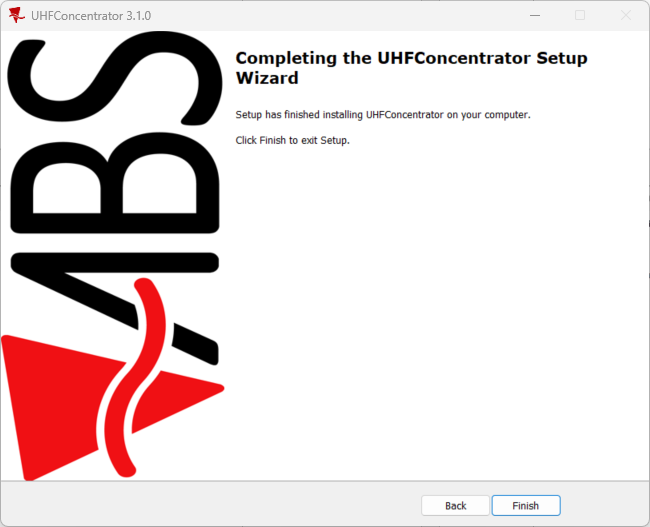 UHFConcentrator 3.1.0
ABS
Completing the UHFConcentrator Setup
Wizard
Setup has finished installing UHFConcentrator on your computer.
Click Finish to exit Setup.
Back
Finish